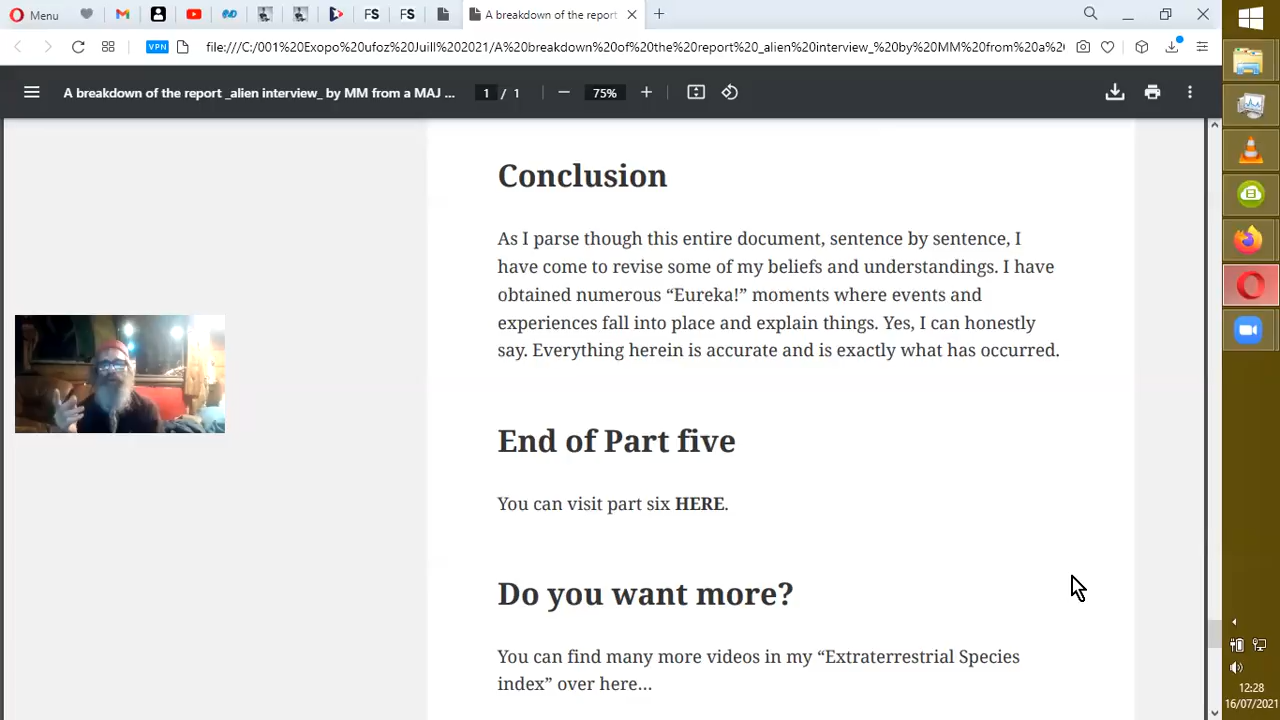 Menu
FS
FS
A breakdown of the report
VPN
file:///C:/001%20Exopo%20ufoz%20Juill%202021/A%20breakdown%20of%20the%20report%20_alien%20interview_%20by%20MM%20from%20a%20
A breakdown of the report _alien interview_ by MM from a MAJ ...
1 / 1
75%
Conclusion
As I parse though this entire document, sentence by sentence, I
have come to revise some of my beliefs and understandings. I have
obtained numerous “Eureka!” moments where events and
experiences fall into place and explain things. Yes, I can honestly
say. Everything herein is accurate and is exactly what has occurred.
End of Part five
You can visit part six HERE.
Do you want more?
You can find many more videos in my “Extraterrestrial Species
index” over here…
12:28
16/07/2021